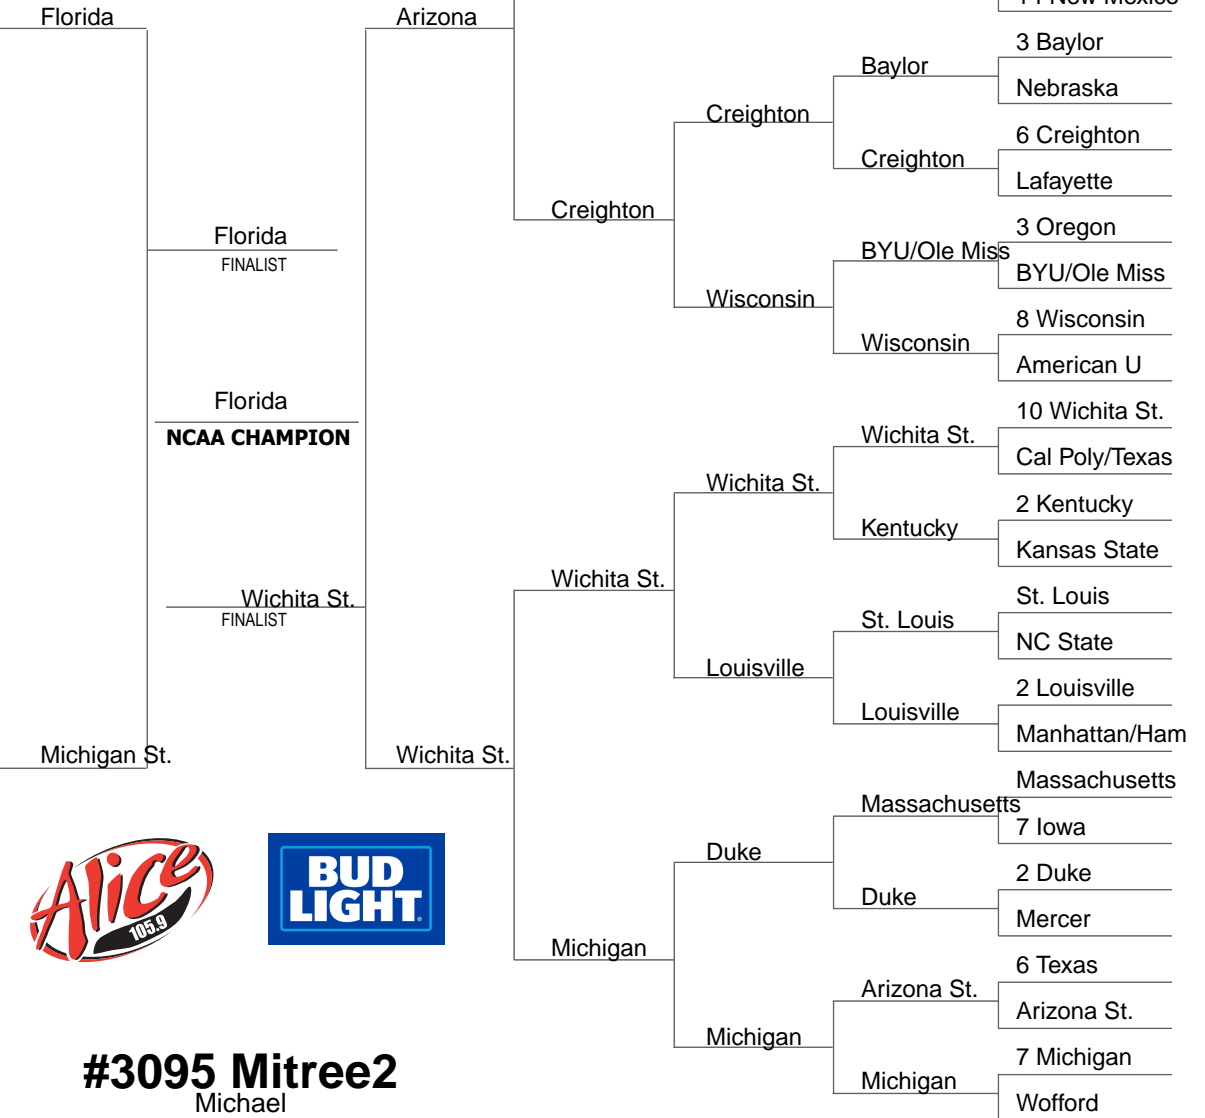 Florida
Arizona
3 Baylor
Baylor
Nebraska
Creighton
6 Creighton
Creighton
Lafayette
Creighton
3 Oregon
Florida
BYU/Ole Miss
FINALIST
BYU/Ole Miss
Wisconsin
8 Wisconsin
Wisconsin
American U
Florida
10 Wichita St.
NCAA CHAMPION
Wichita St.
Cal Poly/Texas
Wichita St.
2 Kentucky
Kentucky
Kansas State
Wichita St.
Wichita St.
St. Louis
FINALIST
St. Louis
NC State
Louisville
2 Louisville
Louisville
Manhattan/Ham
Michigan St.
Wichita St.
Massachusetts
Massachusetts
7 Iowa
Duke
2 Duke
Duke
Mercer
Alice
105.9
BUD
LIGHT
Michigan
6 Texas
Arizona St.
Arizona St.
Michigan
7 Michigan
Michigan
Wofford
#3095 Mitree2
Michael